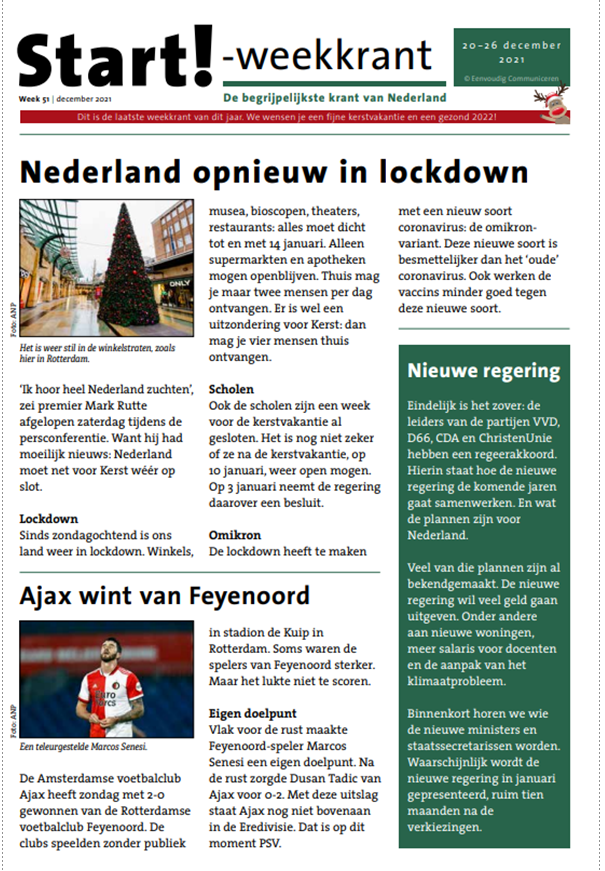 Start!-weekkrant
20-26 december
2021
© Eenvoudig Communiceren
Week 51 | december 2021
De begrijpelijkste krant van Nederland
Dit is de laatste weekkrant van dit jaar. We wensen je een fijne kerstvakantie en een gezond 2022!
Nederland opnieuw in lockdown
ONLY
Foto: ANP
Het is weer stil in de winkelstraten, zoals
hier in Rotterdam.
‘Ik hoor heel Nederland zuchten’,
zei premier Mark Rutte
afgelopen zaterdag tijdens de
persconferentie. Want hij had
moeilijk nieuws: Nederland
moet net voor Kerst wéér op
slot.
Lockdown
Sinds zondagochtend is ons
land weer in lockdown. Winkels,
musea, bioscopen, theaters,
restaurants: alles moet dicht
tot en met 14 januari. Alleen
supermarkten en apotheken
mogen openblijven. Thuis mag
je maar twee mensen per dag
ontvangen. Er is wel een
uitzondering voor Kerst: dan
mag je vier mensen thuis
ontvangen.
Scholen
Ook de scholen zijn een week
voor de kerstvakantie al
gesloten. Het is nog niet zeker
of ze na de kerstvakantie, op
10 januari, weer open mogen.
Op 3 januari neemt de regering
daarover een besluit.
Omikron
De lockdown heeft te maken
met een nieuw soort
coronavirus: de omikron-
variant. Deze nieuwe soort is
besmettelijker dan het ‘oude’
coronavirus. Ook werken de
vaccins minder goed tegen
deze nieuwe soort.
Nieuwe regering
Eindelijk is het zover: de
leiders van de partijen VVD,
D66, CDA en ChristenUnie
hebben een regeerakkoord.
Hierin staat hoe de nieuwe
regering de komende jaren
gaat samenwerken. En wat
de plannen zijn voor
Nederland.
Veel van die plannen zijn al
bekendgemaakt. De nieuwe
regering wil veel geld gaan
uitgeven. Onder andere
aan nieuwe woningen,
meer salaris voor docenten
en de aanpak van het
klimaatprobleem.
Binnenkort horen we wie
de nieuwe ministers en
staatssecretarissen worden.
Waarschijnlijk wordt de
nieuwe regering in januari
gepresenteerd, ruim tien
maanden na de
verkiezingen.
Ajax wint van Feyenoord
Foto: ANP
Een teleurgestelde Marcos Senesi.
De Amsterdamse voetbalclub
Ajax heeft zondag met 2-0
gewonnen van de Rotterdamse
voetbalclub Feyenoord. De
clubs speelden zonder publiek
in stadion de Kuip in
Rotterdam. Soms waren de
spelers van Feyenoord sterker.
Maar het lukte niet te scoren.
Eigen doelpunt
Vlak voor de rust maakte
Feyenoord-speler Marcos
Senesi een eigen doelpunt. Na
de rust zorgde Dusan Tadic van
Ajax voor 0-2. Met deze uitslag
staat Ajax nog niet bovenaan
in de Eredivisie. Dat is op dit
moment PSV.